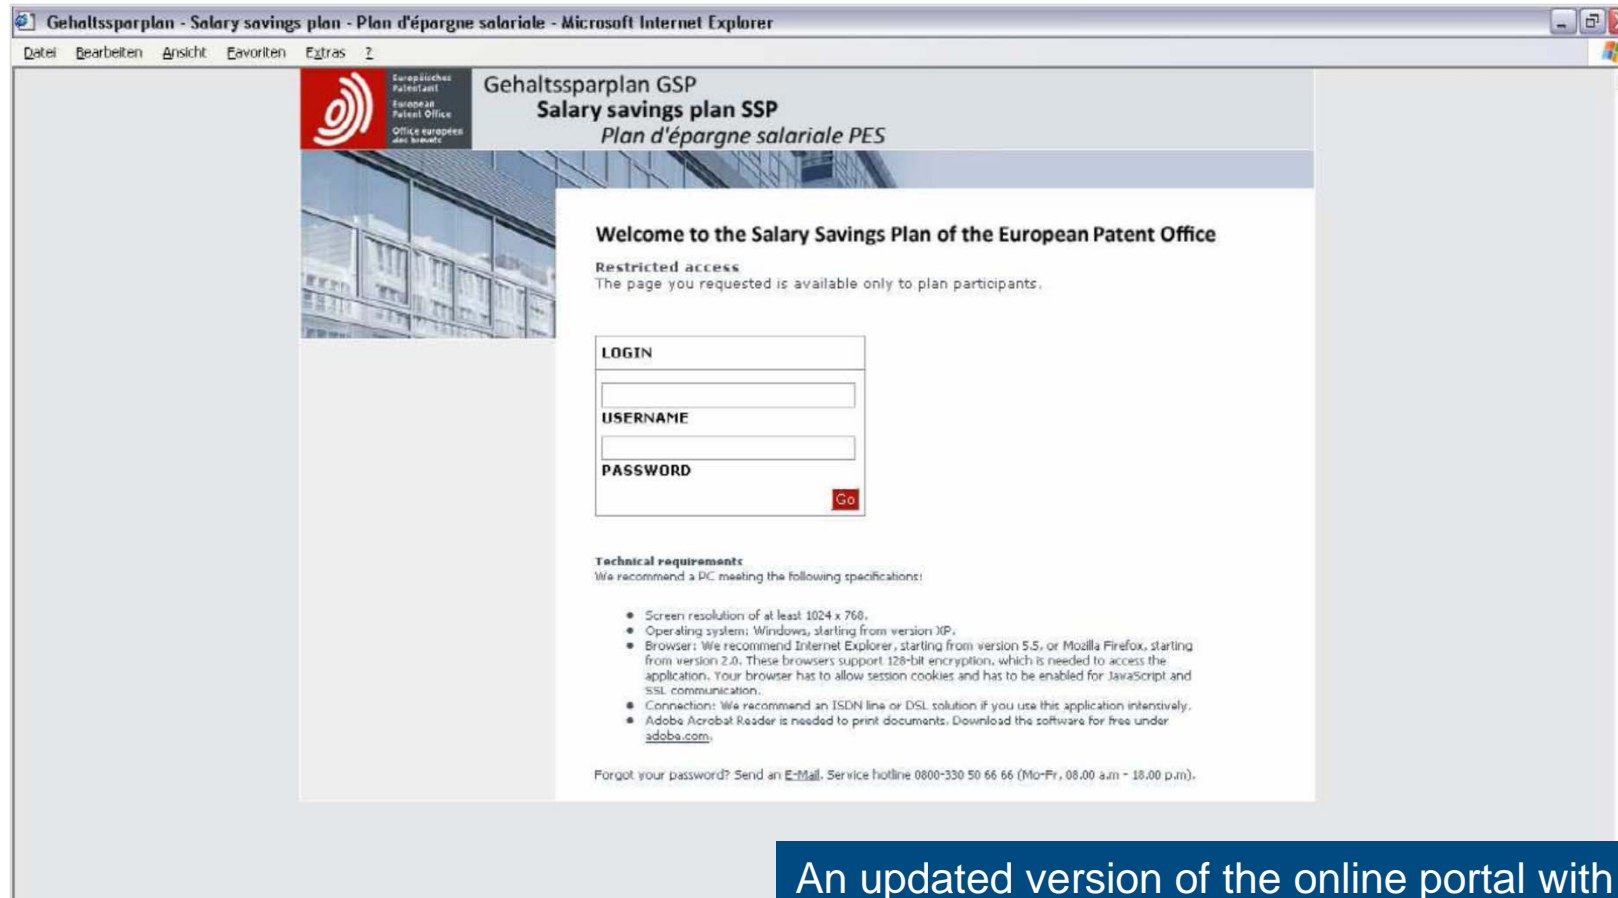 Gehaltssparplan - Salary savings plan - Plan d'épargne salariale - Microsoft Internet Explorer
Datei Bearbeiten Ansicht Favoriten Extras ?
Europäisches
Patentamt
European
Patent Office
Office européen
des brevets
Gehaltssparplan GSP
Salary savings plan SSP
Plan d'épargne salariale PES
Welcome to the Salary Savings Plan of the European Patent Office
Restricted access
The page you requested is available only to plan participants.
LOGIN
USERNAME
PASSWORD
Go
Technical requirements
We recommend a PC meeting the following specifications:
• Screen resolution of at least 1024 x 768.
• Operating system: Windows, starting from version XP.
• Browser: We recommend Internet Explorer, starting from version 5.5, or Mozilla Firefox, starting
from version 2.0. These browsers support 128-bit encryption, which is needed to access the
application. Your browser has to allow session cookies and has to be enabled for JavaScript and
SSL communication.
• Connection: We recommend an ISDN line or DSL solution if you use this application intensively.
• Adobe Acrobat Reader is needed to print documents. Download the software for free under
adobe.com.
Forgot your password? Send an E-Mail. Service hotline 0800-330 50 66 66 (Mo-Fr, 08.00 a.m - 18.00 p.m).
An updated version of the online portal with